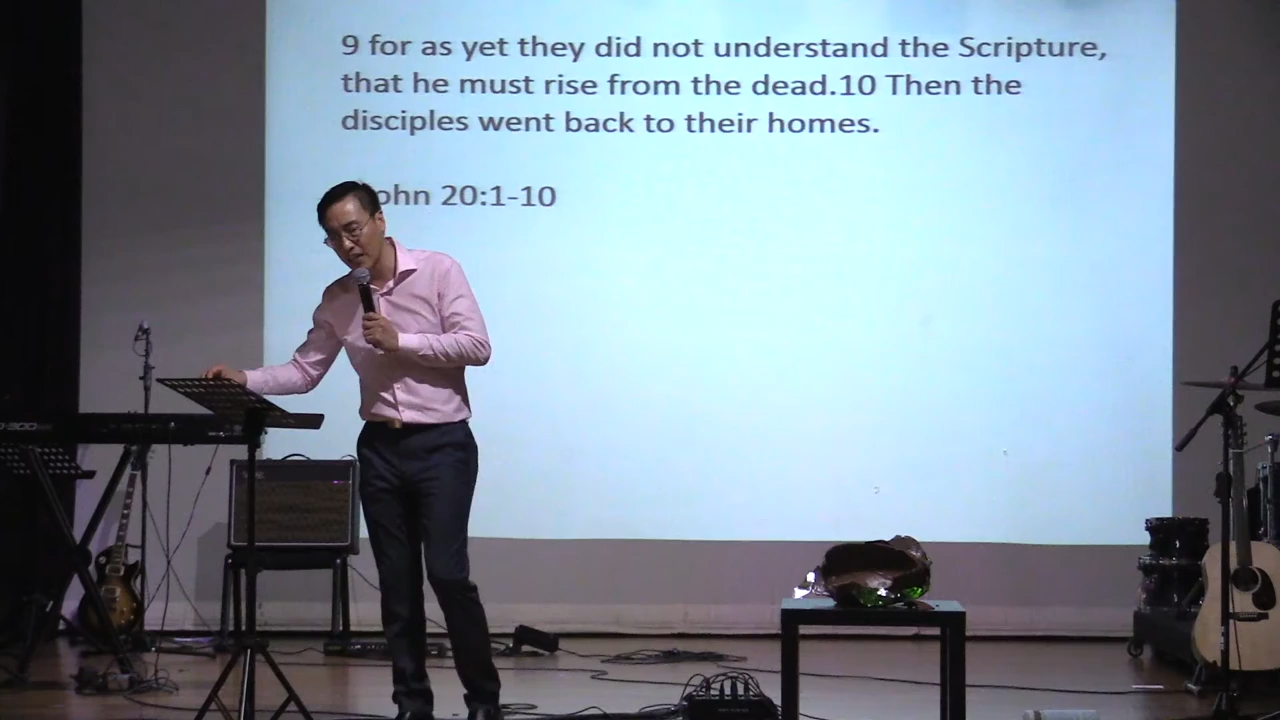 9 for as yet they did not understand the Scripture,
that he must rise from the dead.10 Then the
disciples went back to their homes.
ohn 20:1-10